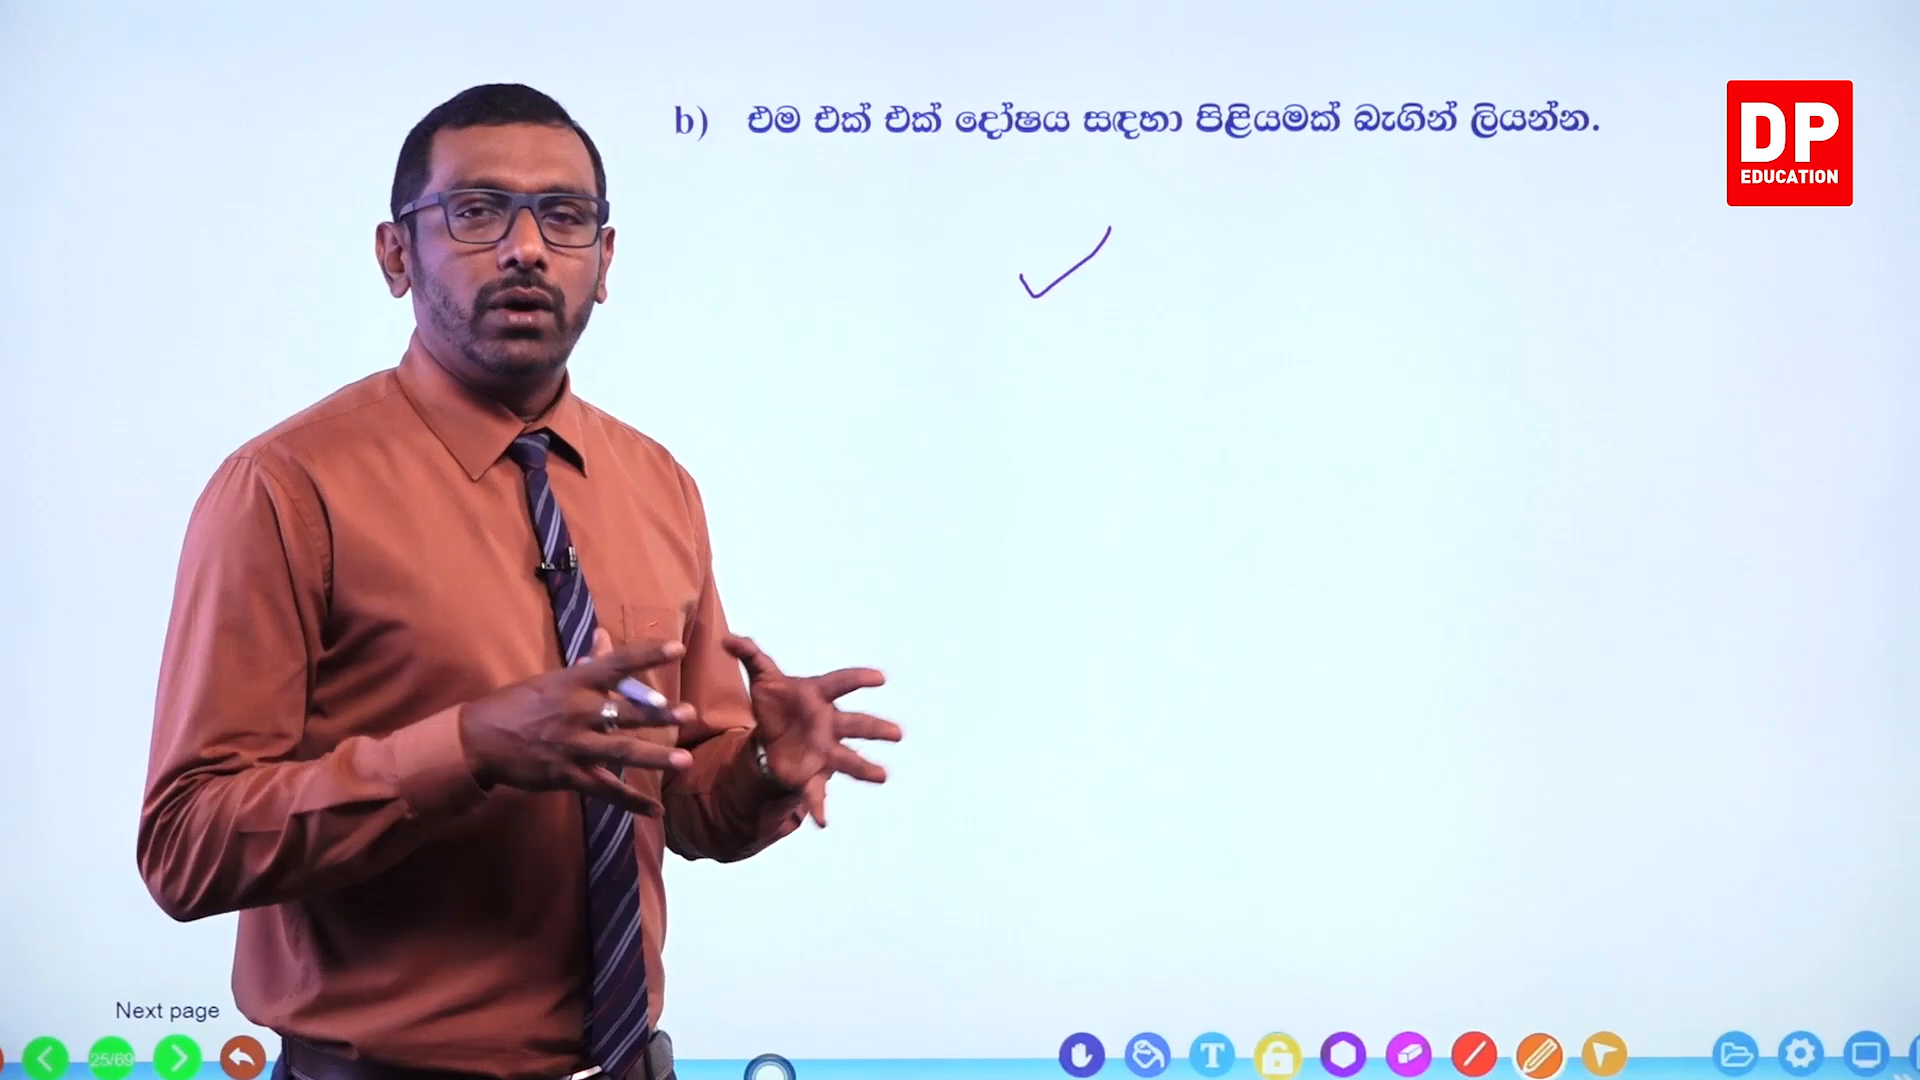 b) එම එක් එක් දෝෂය සඳහා පිළියමක් බැගින් ලියන්න.
DP
EDUCATION
Next page
25/69
T